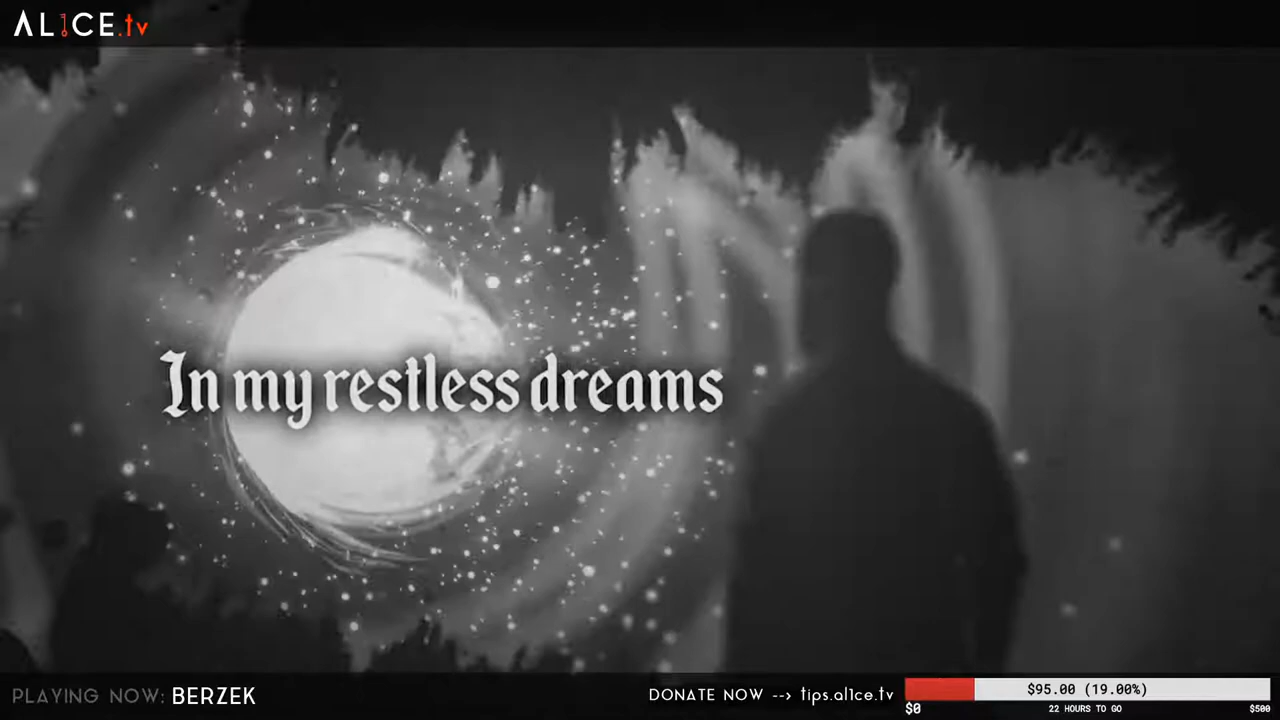 AL1CE.tv
In my restless dreams
PLAYING NOW: BERZEK
DONATE NOW --> tips.al1ce.tv
$95.00 (19.00%)
$0
22 HOURS TO GO
$500